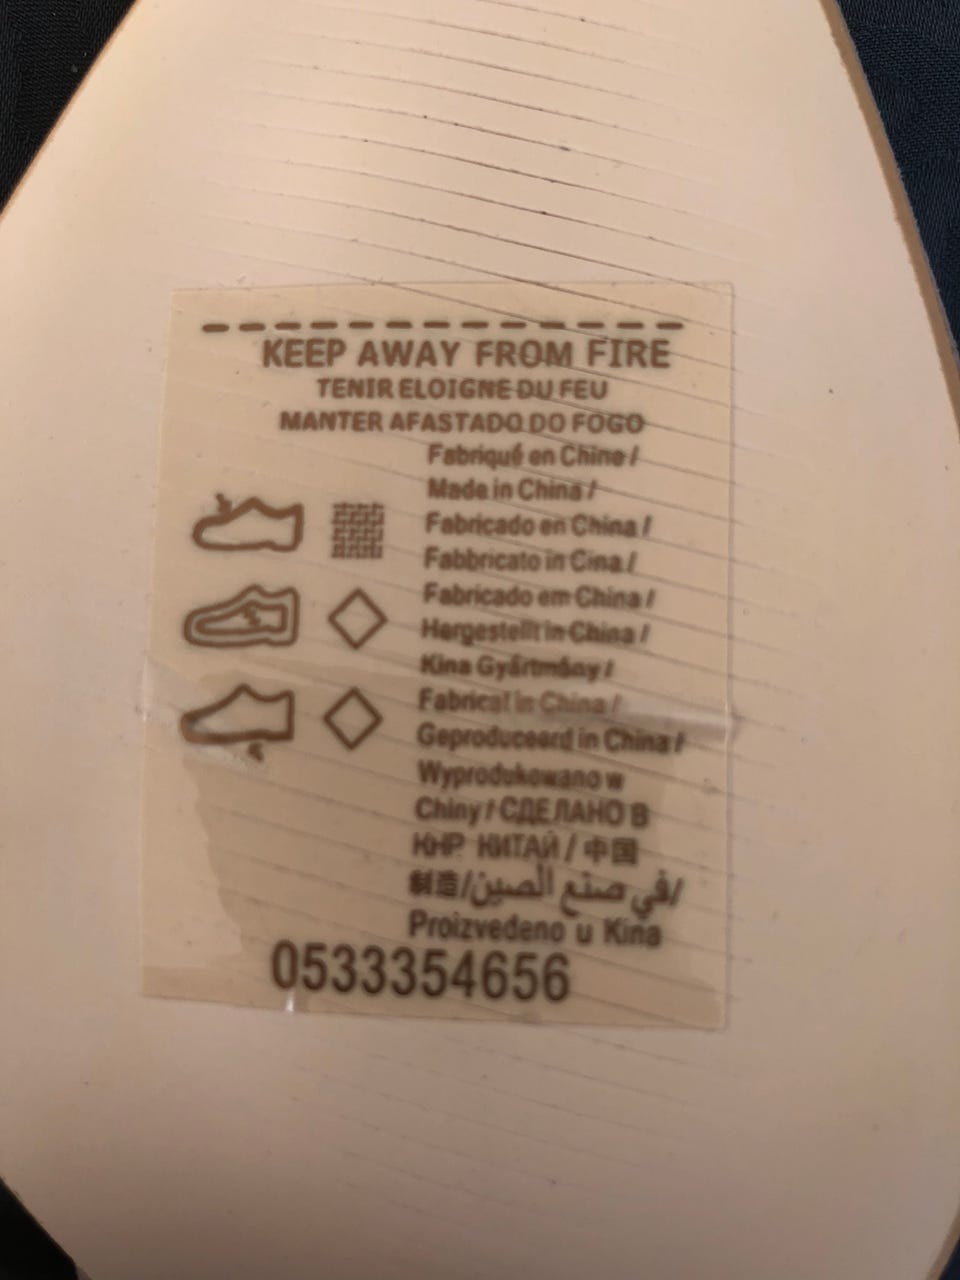 KEEP AWAY FROM FIRE
TENIR ELOIGNE DU FEU
MANTER AFASTADO DO FOGO
Fabriqué en Chine /
Made in China /
Fabricado en China /
Fabbricato in Cina /
Fabricado em China /
Hergestellt in China /
Kina Gyártmány /
Fabricat in China /
Geproduceerd in China /
Wyprodukowano w
Chiny / СДЕЛАНО В
КНР КИТАЙ / 中国
制造/في صنع الصين/
Proizvedeno u Kina
0533354656